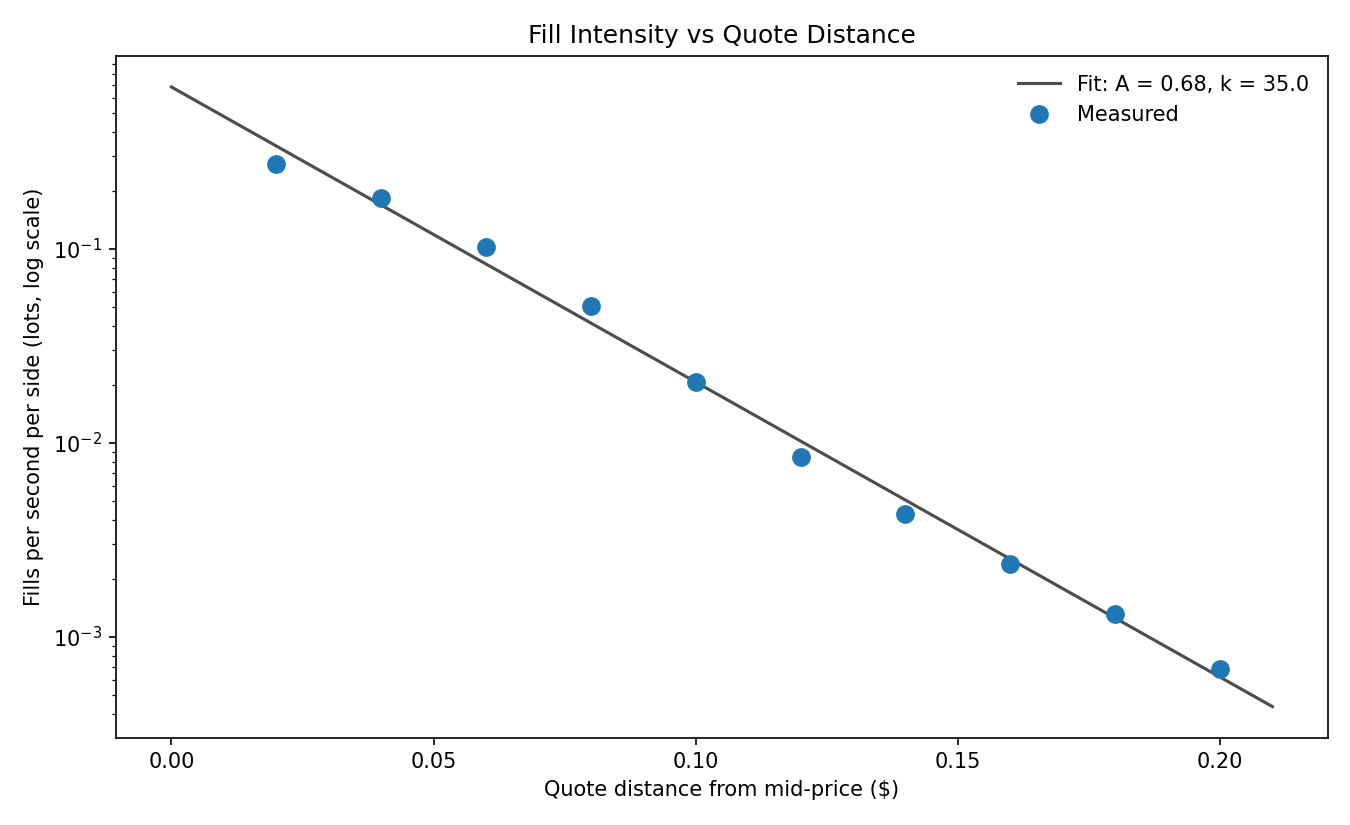 Fill Intensity vs Quote Distance
Fit: A = 0.68, k = 35.0
Measured
Fills per second per side (lots, log scale)
10⁻¹
10⁻²
10⁻³
0.00 0.05 0.10 0.15 0.20
Quote distance from mid-price ($)